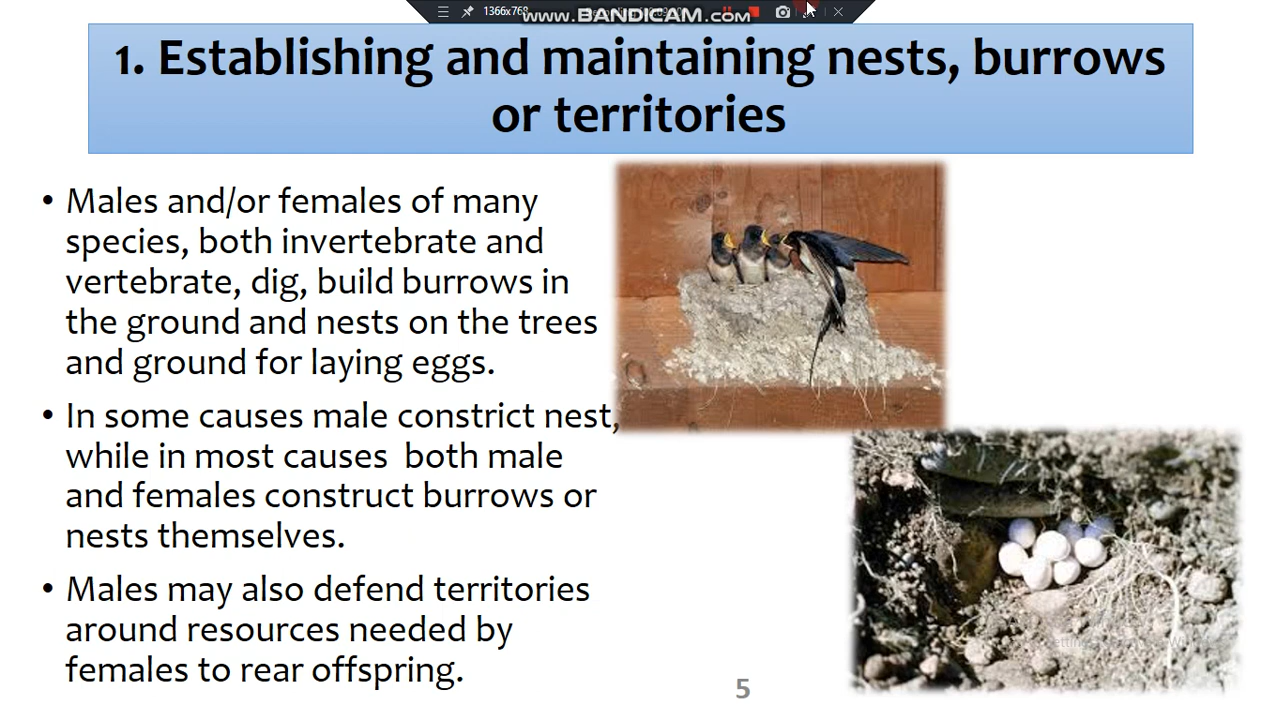 1366x768
www.BANDICAM.com
1. Establishing and maintaining nests, burrows
or territories
• Males and/or females of many
species, both invertebrate and
vertebrate, dig, build burrows in
the ground and nests on the trees
and ground for laying eggs.
• In some causes male constrict nest,
while in most causes both male
and females construct burrows or
nests themselves.
• Males may also defend territories
around resources needed by
females to rear offspring.
5